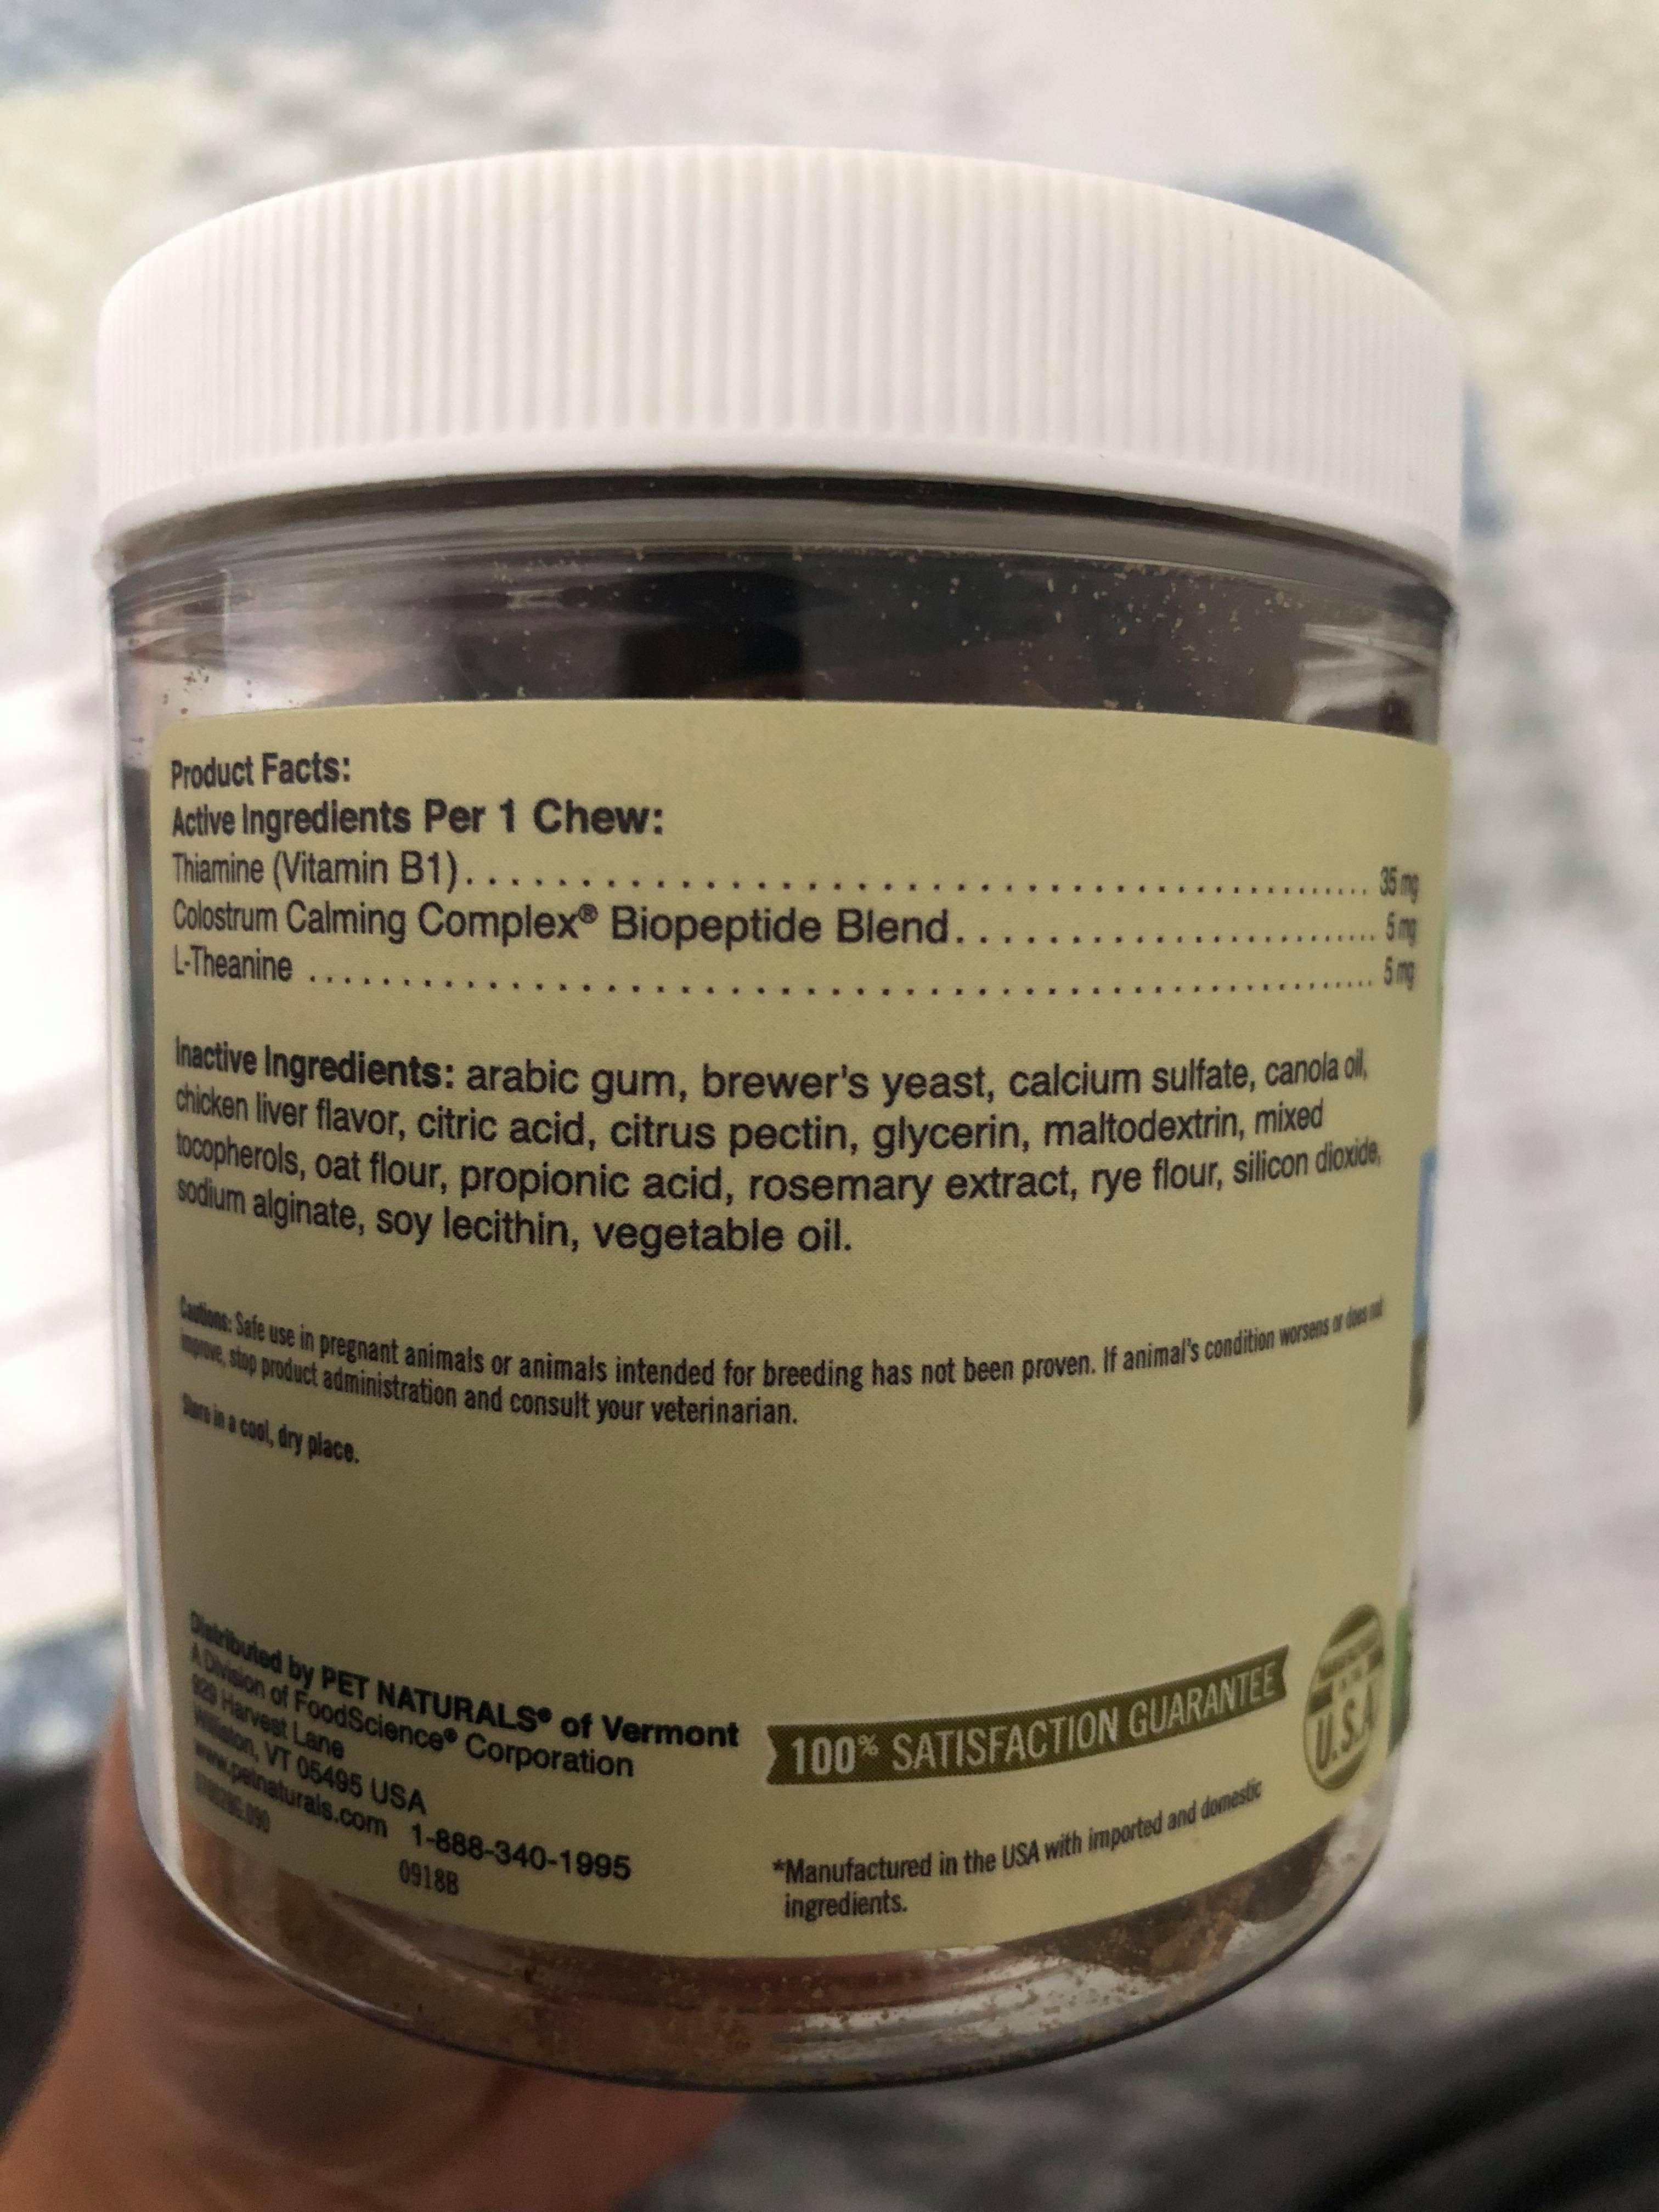 Product Facts:
Active Ingredients Per 1 Chew:
Thiamine (Vitamin B1)........................................ 35 mg
Colostrum Calming Complex® Biopeptide Blend........................ 5 mg
L-Theanine ................................................ 5 mg
Inactive Ingredients: arabic gum, brewer's yeast, calcium sulfate, canola oil,
chicken liver flavor, citric acid, citrus pectin, glycerin, maltodextrin, mixed
tocopherols, oat flour, propionic acid, rosemary extract, rye flour, silicon dioxide,
sodium alginate, soy lecithin, vegetable oil.
Cautions: Safe use in pregnant animals or animals intended for breeding has not been proven. If animal's condition worsens or does not
improve, stop product administration and consult your veterinarian.
Store in a cool, dry place.
Distributed by PET NATURALS® of Vermont
A Division of FoodScience® Corporation
929 Harvest Lane
Williston, VT 05495 USA
www.petnaturals.com 1-888-340-1995
0918B
100% SATISFACTION GUARANTEE
MANUFACTURED
IN THE
U.S.A
*Manufactured in the USA with imported and domestic
ingredients.